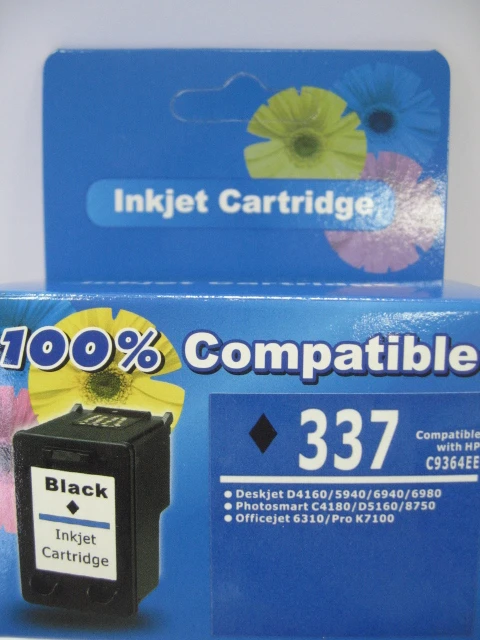 Inkjet Cartridge
100% Compatible
337
Compatible
with HP
C9364EE
Deskjet D4160/5940/6940/6980
Photosmart C4180/D5160/8750
Officejet 6310/Pro K7100
Black
Inkjet
Cartridge